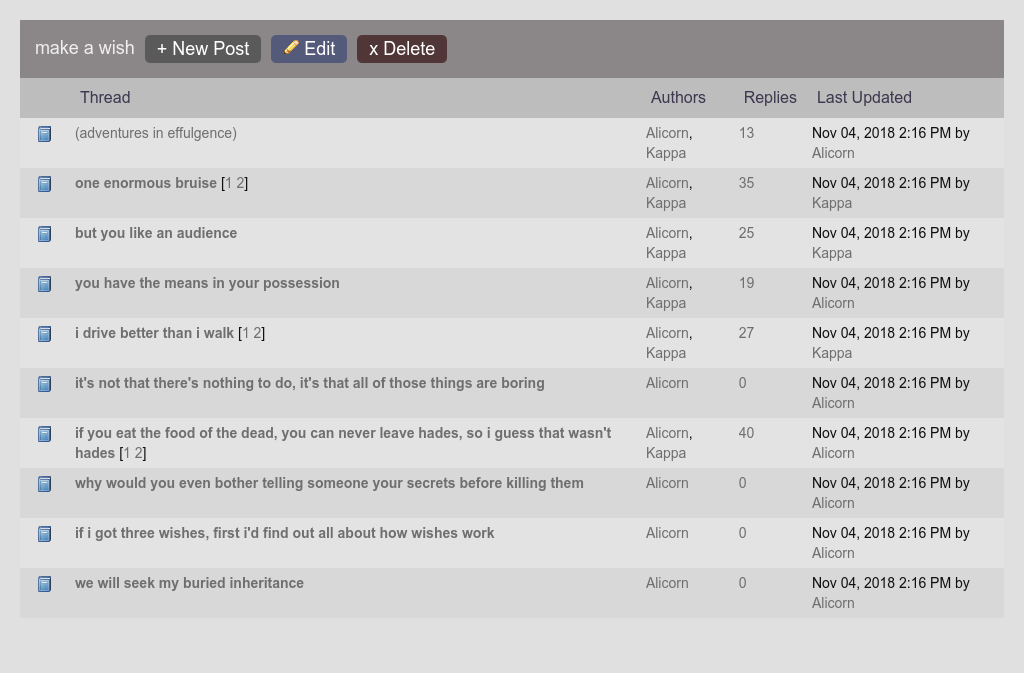 make a wish + New Post Edit x Delete
Thread Authors Replies Last Updated
(adventures in effulgence) Alicorn, 13 Nov 04, 2018 2:16 PM by
Kappa Alicorn
one enormous bruise [1 2] Alicorn, 35 Nov 04, 2018 2:16 PM by
Kappa Kappa
but you like an audience Alicorn, 25 Nov 04, 2018 2:16 PM by
Kappa Kappa
you have the means in your possession Alicorn, 19 Nov 04, 2018 2:16 PM by
Kappa Alicorn
i drive better than i walk [1 2] Alicorn, 27 Nov 04, 2018 2:16 PM by
Kappa Kappa
it's not that there's nothing to do, it's that all of those things are boring Alicorn 0 Nov 04, 2018 2:16 PM by
Alicorn
if you eat the food of the dead, you can never leave hades, so i guess that wasn't Alicorn, 40 Nov 04, 2018 2:16 PM by
hades [1 2] Kappa Alicorn
why would you even bother telling someone your secrets before killing them Alicorn 0 Nov 04, 2018 2:16 PM by
Alicorn
if i got three wishes, first i'd find out all about how wishes work Alicorn 0 Nov 04, 2018 2:16 PM by
Alicorn
we will seek my buried inheritance Alicorn 0 Nov 04, 2018 2:16 PM by
Alicorn